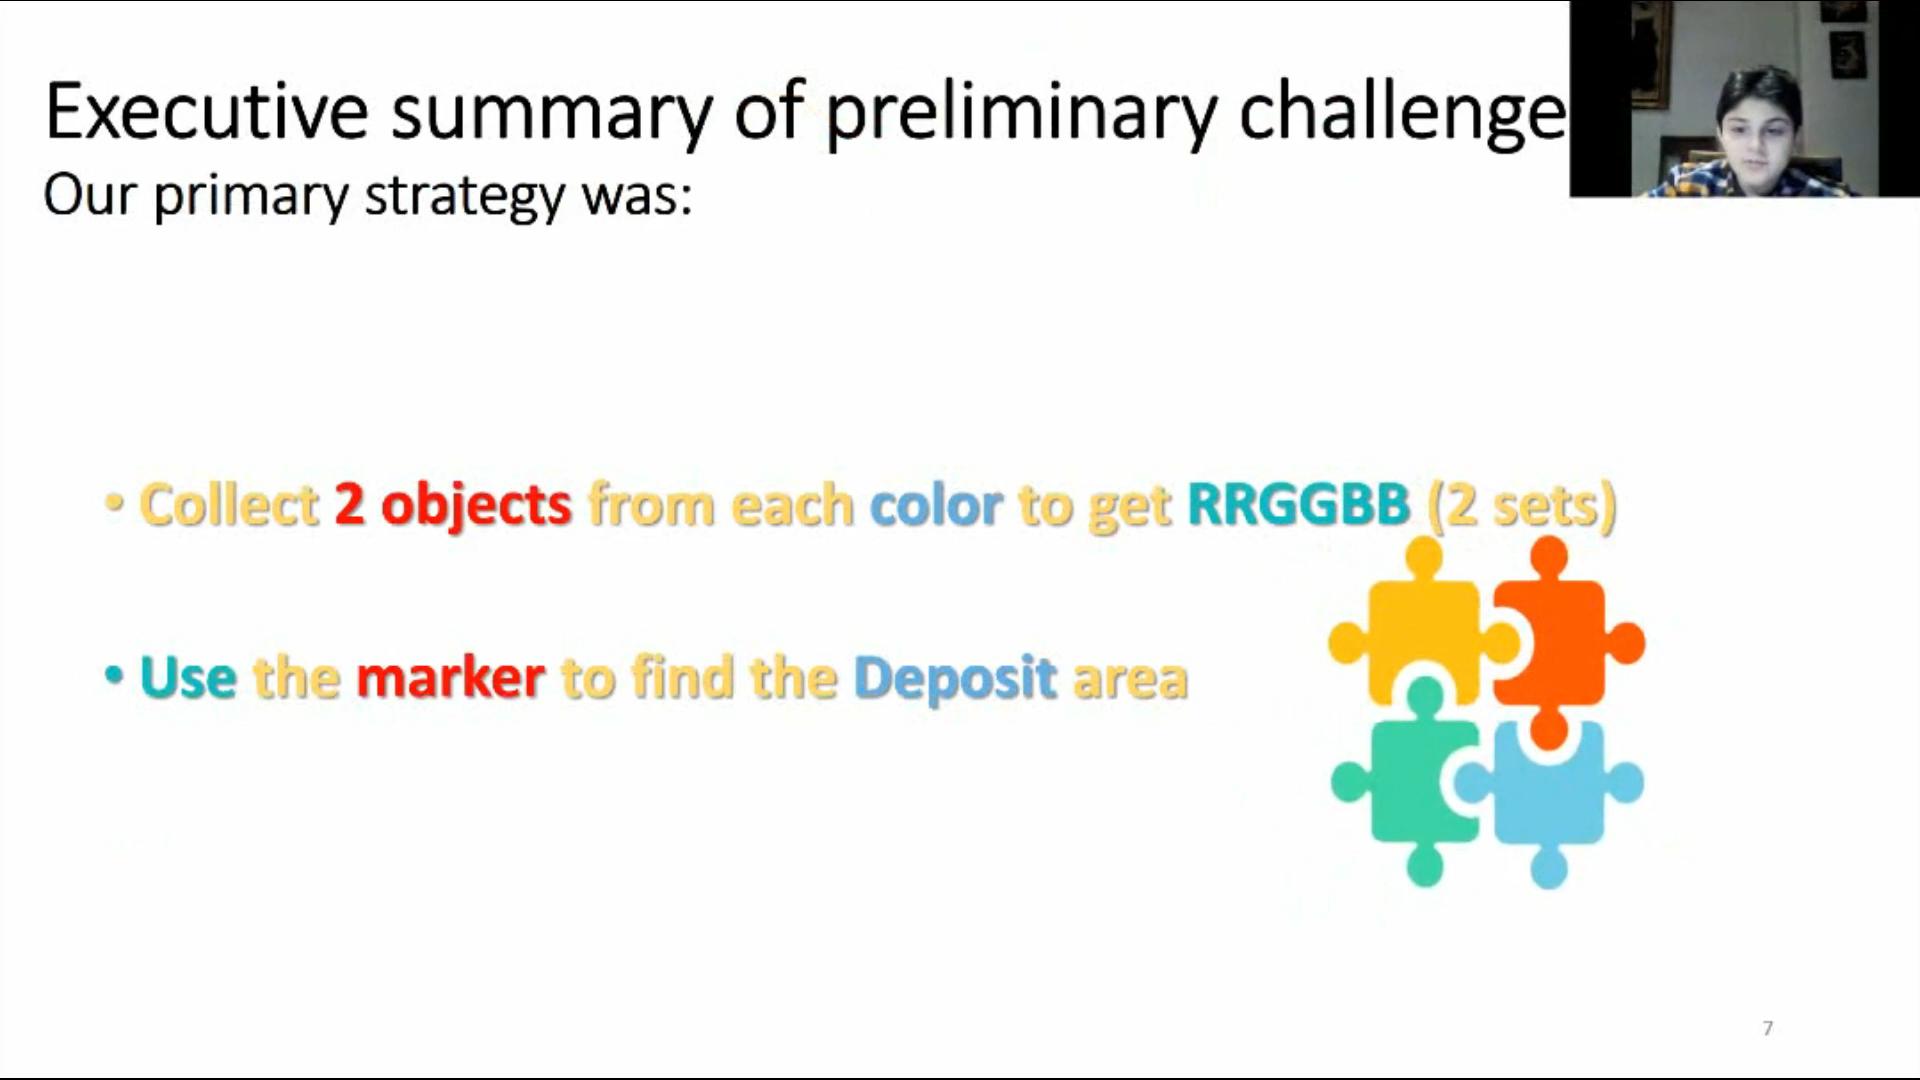 Executive summary of preliminary challenge
Our primary strategy was:
• Collect 2 objects from each color to get RRGGBB (2 sets)
• Use the marker to find the Deposit area
7